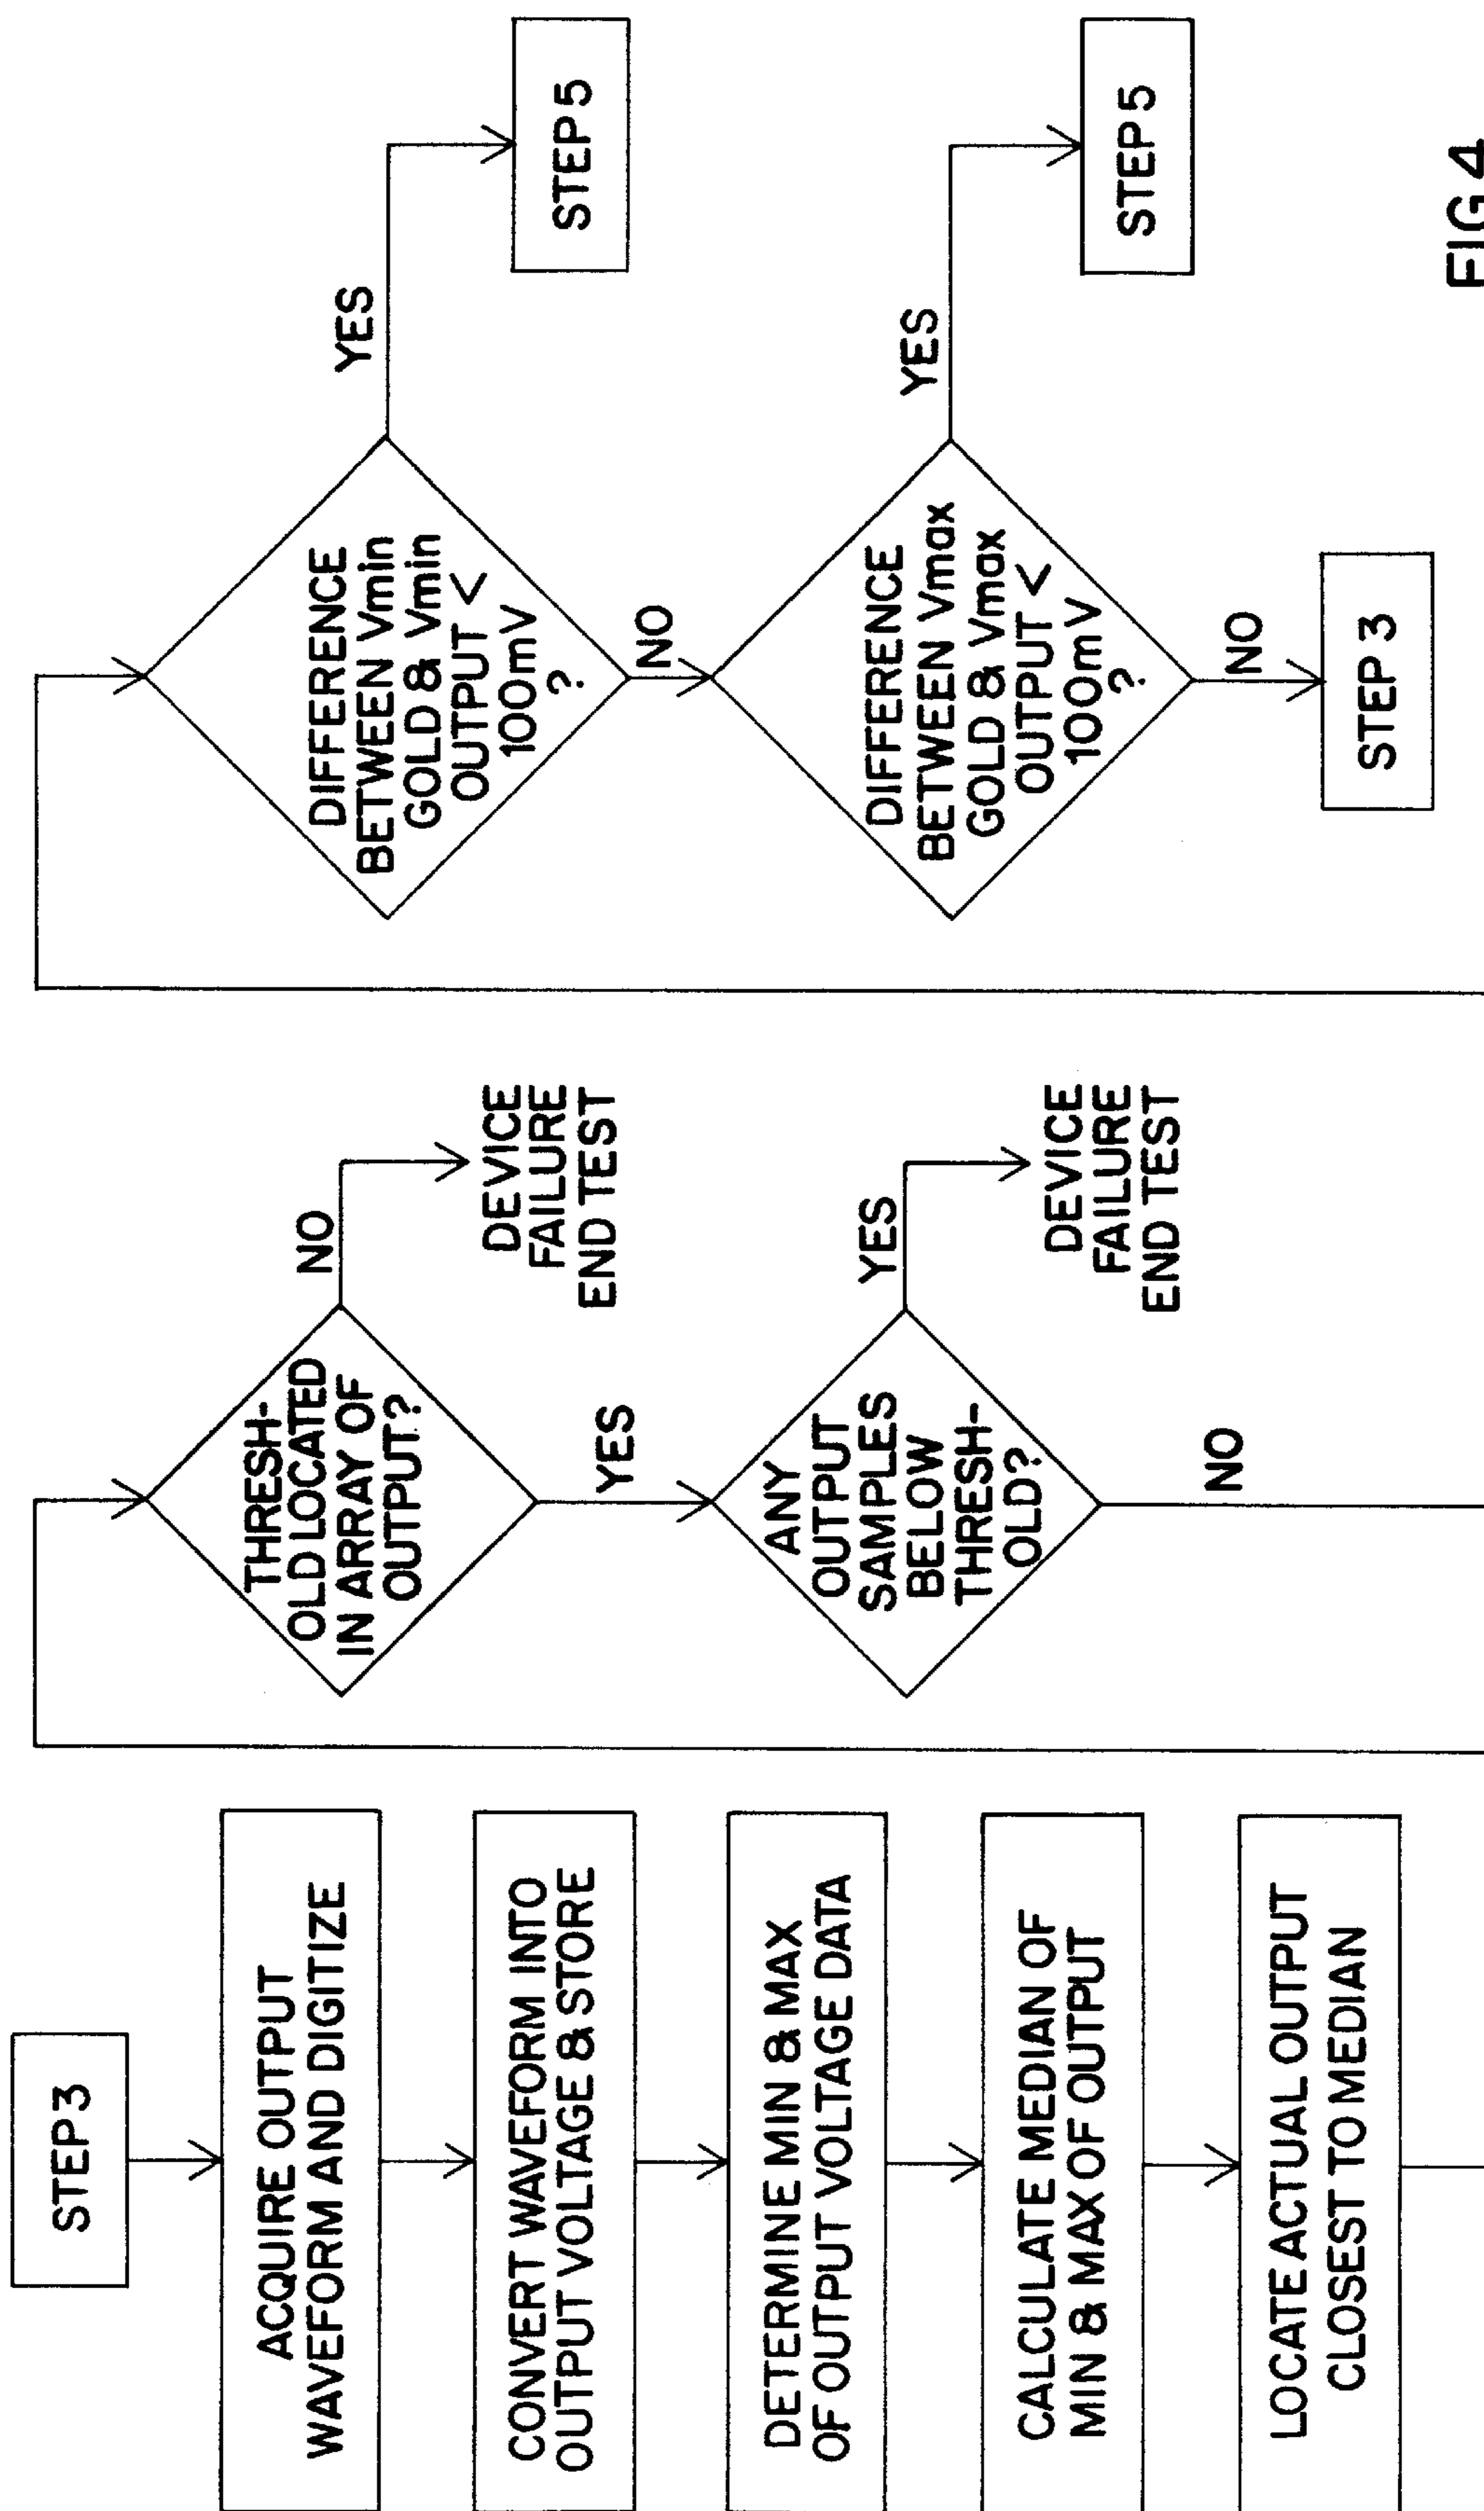 STEP 3
ACQUIRE OUTPUT
WAVEFORM AND DIGITIZE
CONVERT WAVEFORM INTO
OUTPUT VOLTAGE & STORE
DETERMINE MIN & MAX
OF OUTPUT VOLTAGE DATA
CALCULATE MEDIAN OF
MIN & MAX OF OUTPUT
LOCATE ACTUAL OUTPUT
CLOSEST TO MEDIAN
THRESH-
OLD LOCATED
IN ARRAY OF
OUTPUT?
NO
DEVICE
FAILURE
END TEST
YES
ANY
OUTPUT
SAMPLES
BELOW
THRESH-
OLD?
YES
DEVICE
FAILURE
END TEST
NO
DIFFERENCE
BETWEEN Vmin
GOLD & Vmin
OUTPUT <
100mV
?
YES
STEP 5
NO
DIFFERENCE
BETWEEN Vmax
GOLD & Vmax
OUTPUT <
100mV
?
YES
STEP 5
NO
STEP 3
FIG 4